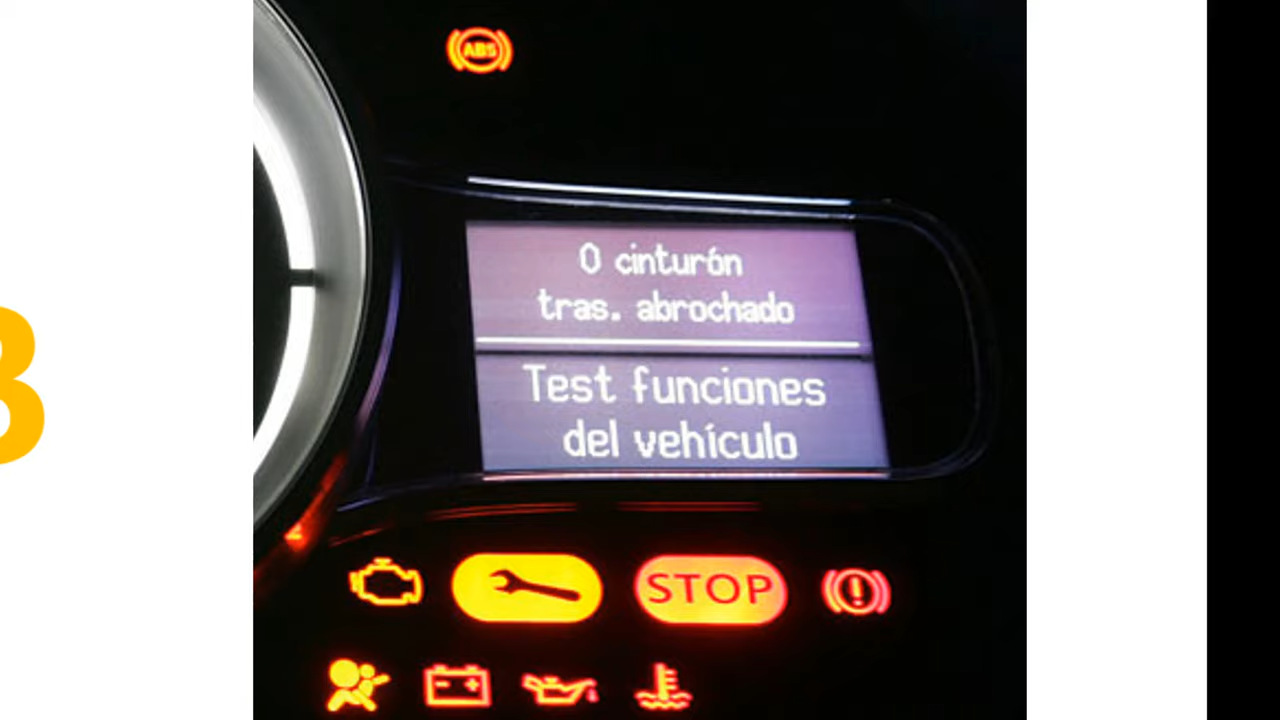 ABS
0 cinturón
tras. abrochado
Test funciones
del vehículo
STOP